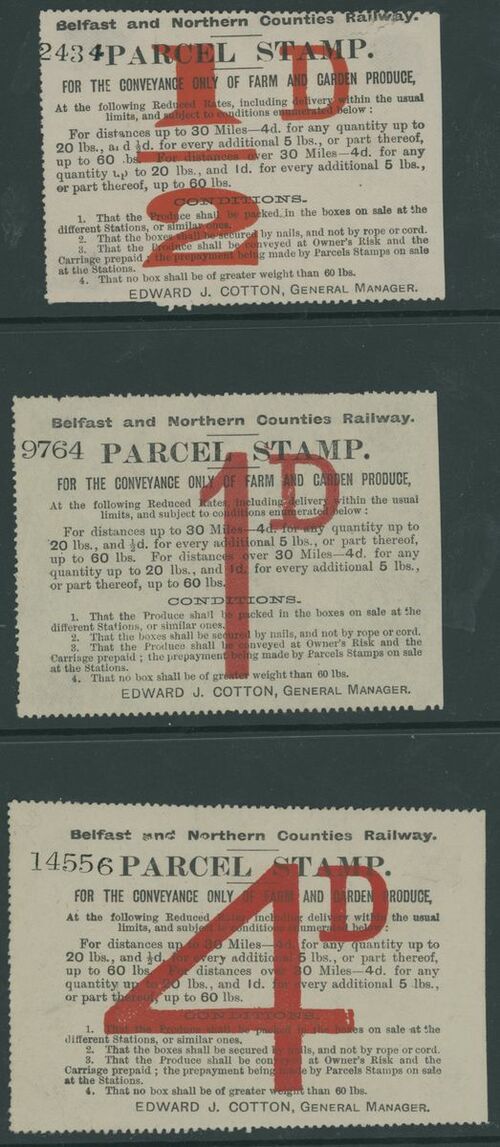 Belfast and Northern Counties Railway.
2434 PARCEL STAMP.
FOR THE CONVEYANCE ONLY OF FARM AND GARDEN PRODUCE,
At the following Reduced Rates, including delivery within the usual
limits, and subject to conditions enumerated below :
For distances up to 30 Miles—4d. for any quantity up to
20 lbs., and ½d. for every additional 5 lbs., or part thereof,
up to 60 lbs. For distances over 30 Miles—4d. for any
quantity up to 20 lbs., and 1d. for every additional 5 lbs.,
or part thereof, up to 60 lbs.
CONDITIONS.
1. That the Produce shall be packed in the boxes on sale at the
different Stations, or similar ones.
2. That the boxes shall be secured by nails, and not by rope or cord.
3. That the Produce shall be conveyed at Owner's Risk and the
Carriage prepaid ; the prepayment being made by Parcels Stamps on sale
at the Stations.
4. That no box shall be of greater weight than 60 lbs.
EDWARD J. COTTON, GENERAL MANAGER.
½D
Belfast and Northern Counties Railway.
9764 PARCEL STAMP.
FOR THE CONVEYANCE ONLY OF FARM AND GARDEN PRODUCE,
At the following Reduced Rates, including delivery within the usual
limits, and subject to conditions enumerated below :
For distances up to 30 Miles—4d. for any quantity up to
20 lbs., and ½d. for every additional 5 lbs., or part thereof,
up to 60 lbs. For distances over 30 Miles—4d. for any
quantity up to 20 lbs., and 1d. for every additional 5 lbs.,
or part thereof, up to 60 lbs.
CONDITIONS.
1. That the Produce shall be packed in the boxes on sale at the
different Stations, or similar ones.
2. That the boxes shall be secured by nails, and not by rope or cord.
3. That the Produce shall be conveyed at Owner's Risk and the
Carriage prepaid ; the prepayment being made by Parcels Stamps on sale
at the Stations.
4. That no box shall be of greater weight than 60 lbs.
EDWARD J. COTTON, GENERAL MANAGER.
1D
Belfast and Northern Counties Railway.
14556 PARCEL STAMP.
FOR THE CONVEYANCE ONLY OF FARM AND GARDEN PRODUCE,
At the following Reduced Rates, including delivery within the usual
limits, and subject to conditions enumerated below :
For distances up to 30 Miles—4d. for any quantity up to
20 lbs., and ½d. for every additional 5 lbs., or part thereof,
up to 60 lbs. For distances over 30 Miles—4d. for any
quantity up to 20 lbs., and 1d. for every additional 5 lbs.,
or part thereof, up to 60 lbs.
CONDITIONS.
1. That the Produce shall be packed in the boxes on sale at the
different Stations, or similar ones.
2. That the boxes shall be secured by nails, and not by rope or cord.
3. That the Produce shall be conveyed at Owner's Risk and the
Carriage prepaid ; the prepayment being made by Parcels Stamps on sale
at the Stations.
4. That no box shall be of greater weight than 60 lbs.
EDWARD J. COTTON, GENERAL MANAGER.
4D